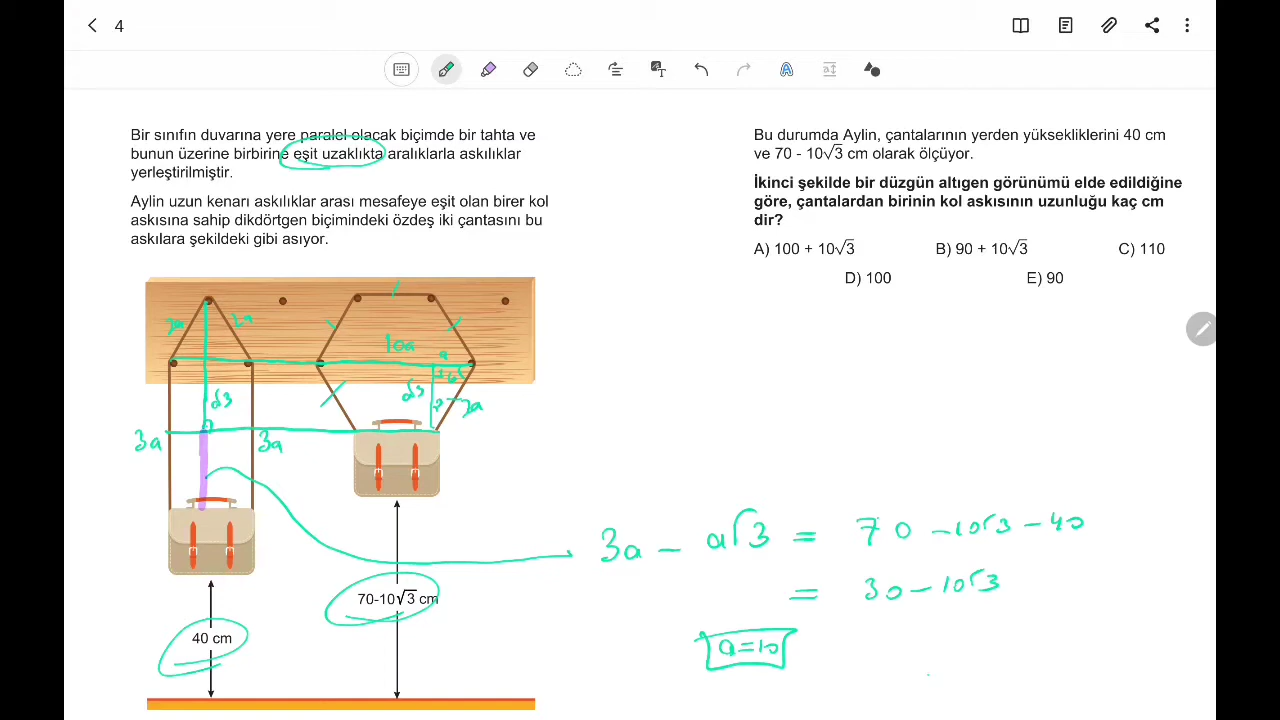 4
Bir sınıfın duvarına yere paralel olacak biçimde bir tahta ve
bunun üzerine birbirine eşit uzaklıkta aralıklarla askılıklar
yerleştirilmiştir.
Aylin uzun kenarı askılıklar arası mesafeye eşit olan birer kol
askısına sahip dikdörtgen biçimindeki özdeş iki çantasını bu
askılara şekildeki gibi asıyor.
2a
2a
10a
a
√3
√3
2a
3a
3a
40 cm
70-10√3 cm
Bu durumda Aylin, çantalarının yerden yüksekliklerini 40 cm
ve 70 - 10√3 cm olarak ölçüyor.
İkinci şekilde bir düzgün altıgen görünümü elde edildiğine
göre, çantalardan birinin kol askısının uzunluğu kaç cm
dir?
A) 100 + 10√3
B) 90 + 10√3
C) 110
D) 100
E) 90
3a - a√3 = 70 - 10√3 - 40
= 30 - 10√3
a=10